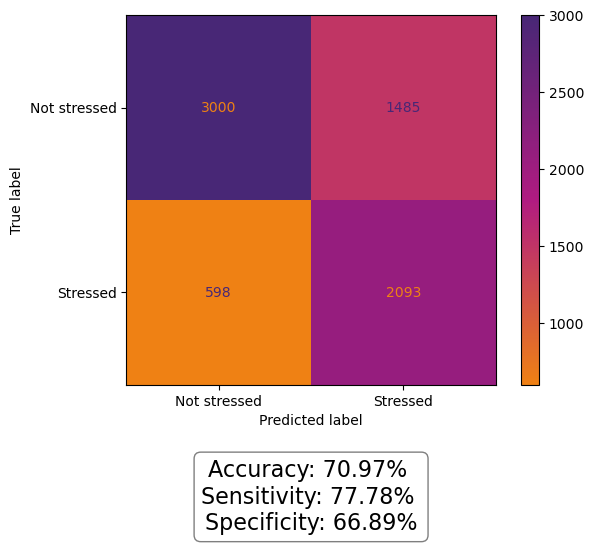 3000
Not stressed
3000
1485
2500
True label
2000
1500
Stressed
598
2093
1000
Not stressed
Stressed
Predicted label
Accuracy: 70.97%
Sensitivity: 77.78%
Specificity: 66.89%